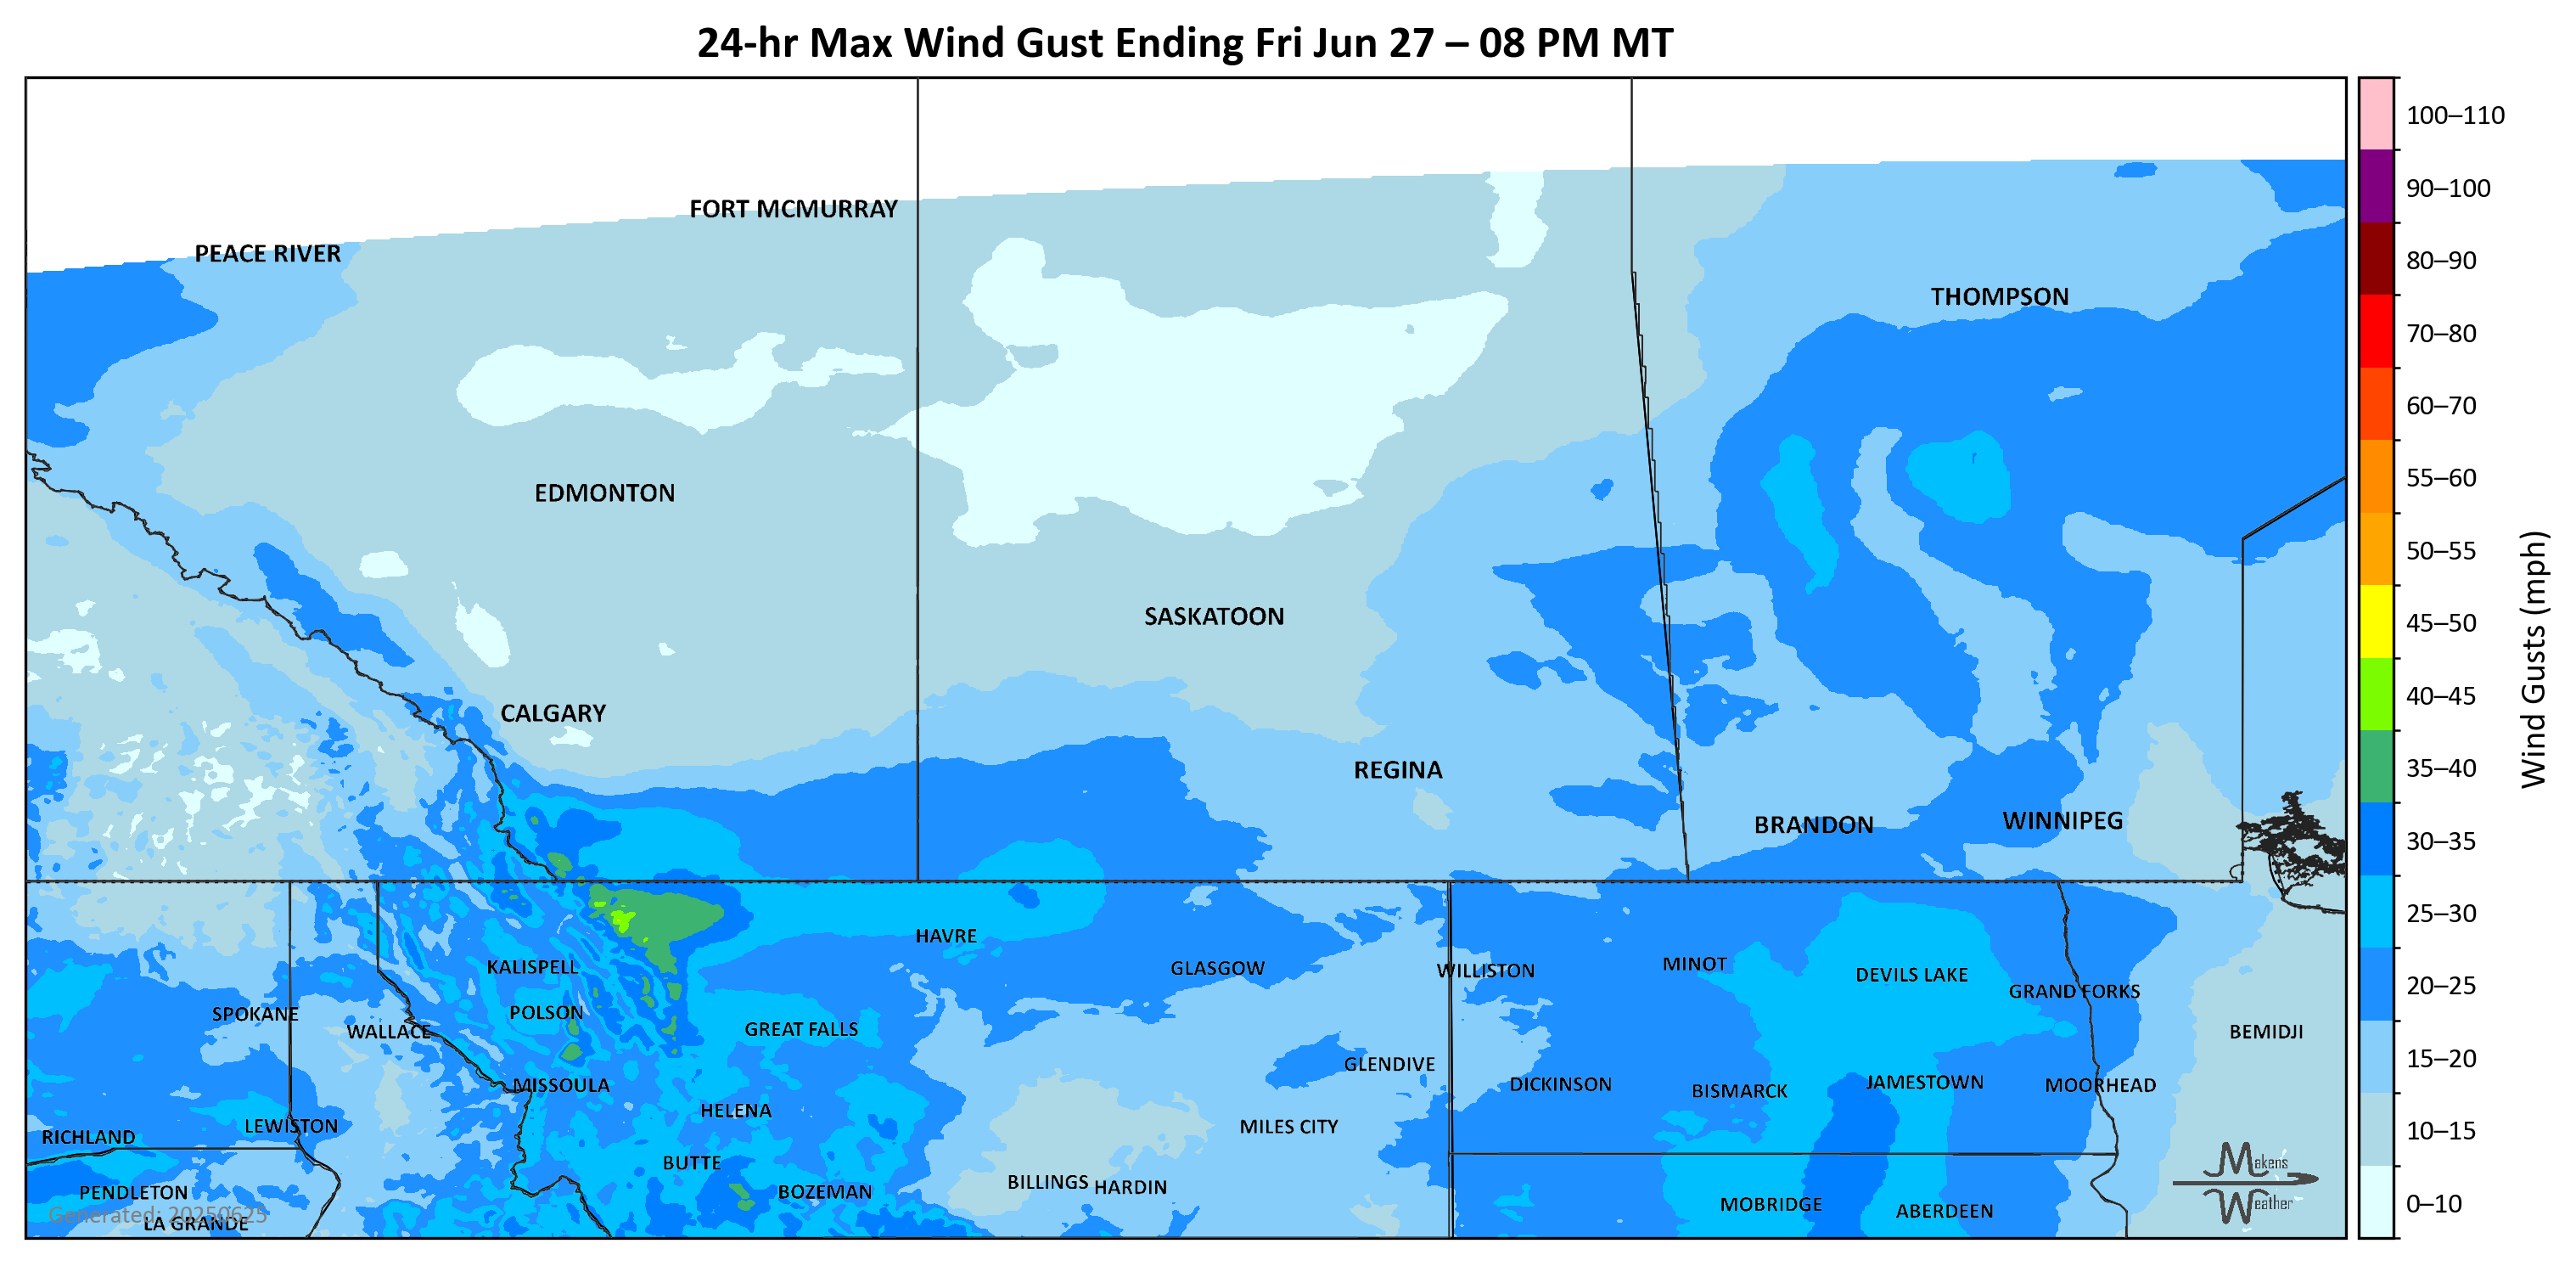 24-hr Max Wind Gust Ending Fri Jun 27 – 08 PM MT
100–110
90–100
80–90
70–80
60–70
55–60
50–55
45–50
40–45
35–40
30–35
25–30
20–25
15–20
10–15
0–10
Wind Gusts (mph)
FORT MCMURRAY
PEACE RIVER
THOMPSON
EDMONTON
SASKATOON
CALGARY
REGINA
BRANDON
WINNIPEG
HAVRE
KALISPELL
GLASGOW
WILLISTON
MINOT
DEVILS LAKE
GRAND FORKS
SPOKANE
POLSON
WALLACE
GREAT FALLS
BEMIDJI
GLENDIVE
MISSOULA
DICKINSON
BISMARCK
JAMESTOWN
MOORHEAD
HELENA
LEWISTON
MILES CITY
RICHLAND
BUTTE
PENDLETON
BOZEMAN
BILLINGS
HARDIN
MOBRIDGE
ABERDEEN
Generated: 20250625
LA GRANDE
Makens
Weather